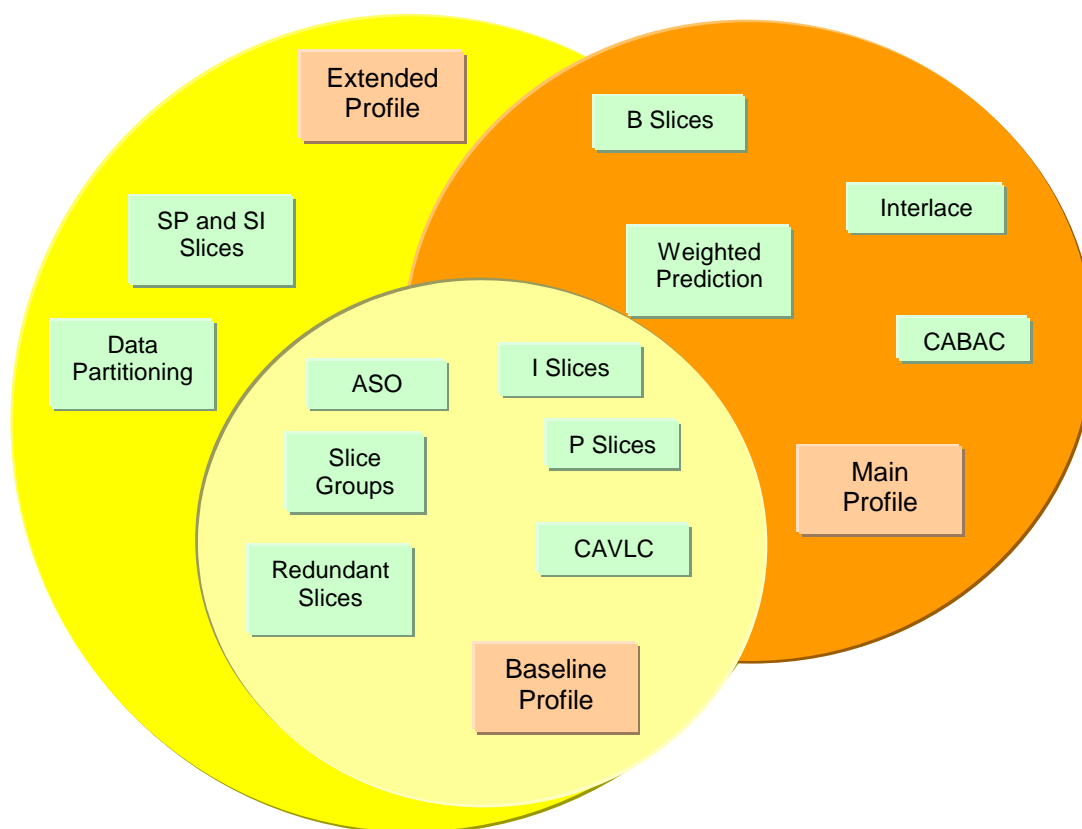 Extended
Profile
B Slices
SP and SI
Slices
Interlace
Weighted
Prediction
Data
Partitioning
CABAC
ASO
I Slices
P Slices
Slice
Groups
Main
Profile
CAVLC
Redundant
Slices
Baseline
Profile